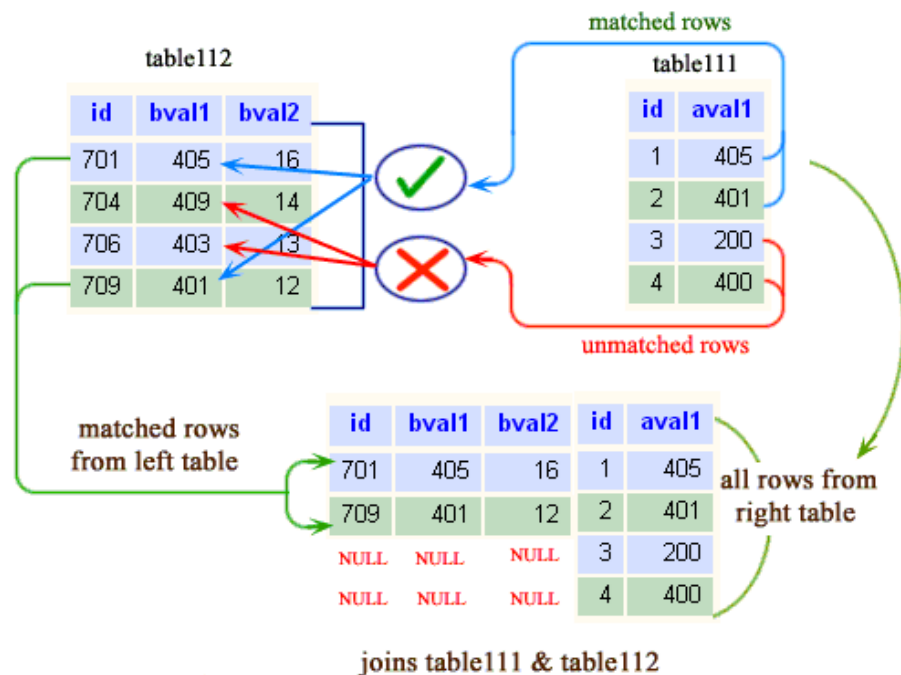 matched rows
table112
table111
id bval1 bval2
id aval1
701 405 16
1 405
704 409 14
2 401
706 403 13
3 200
709 401 12
4 400
unmatched rows
matched rows
from left table
id bval1 bval2 id aval1
701 405 16 1 405
709 401 12 2 401
NULL NULL NULL 3 200
NULL NULL NULL 4 400
all rows from
right table
joins table111 & table112